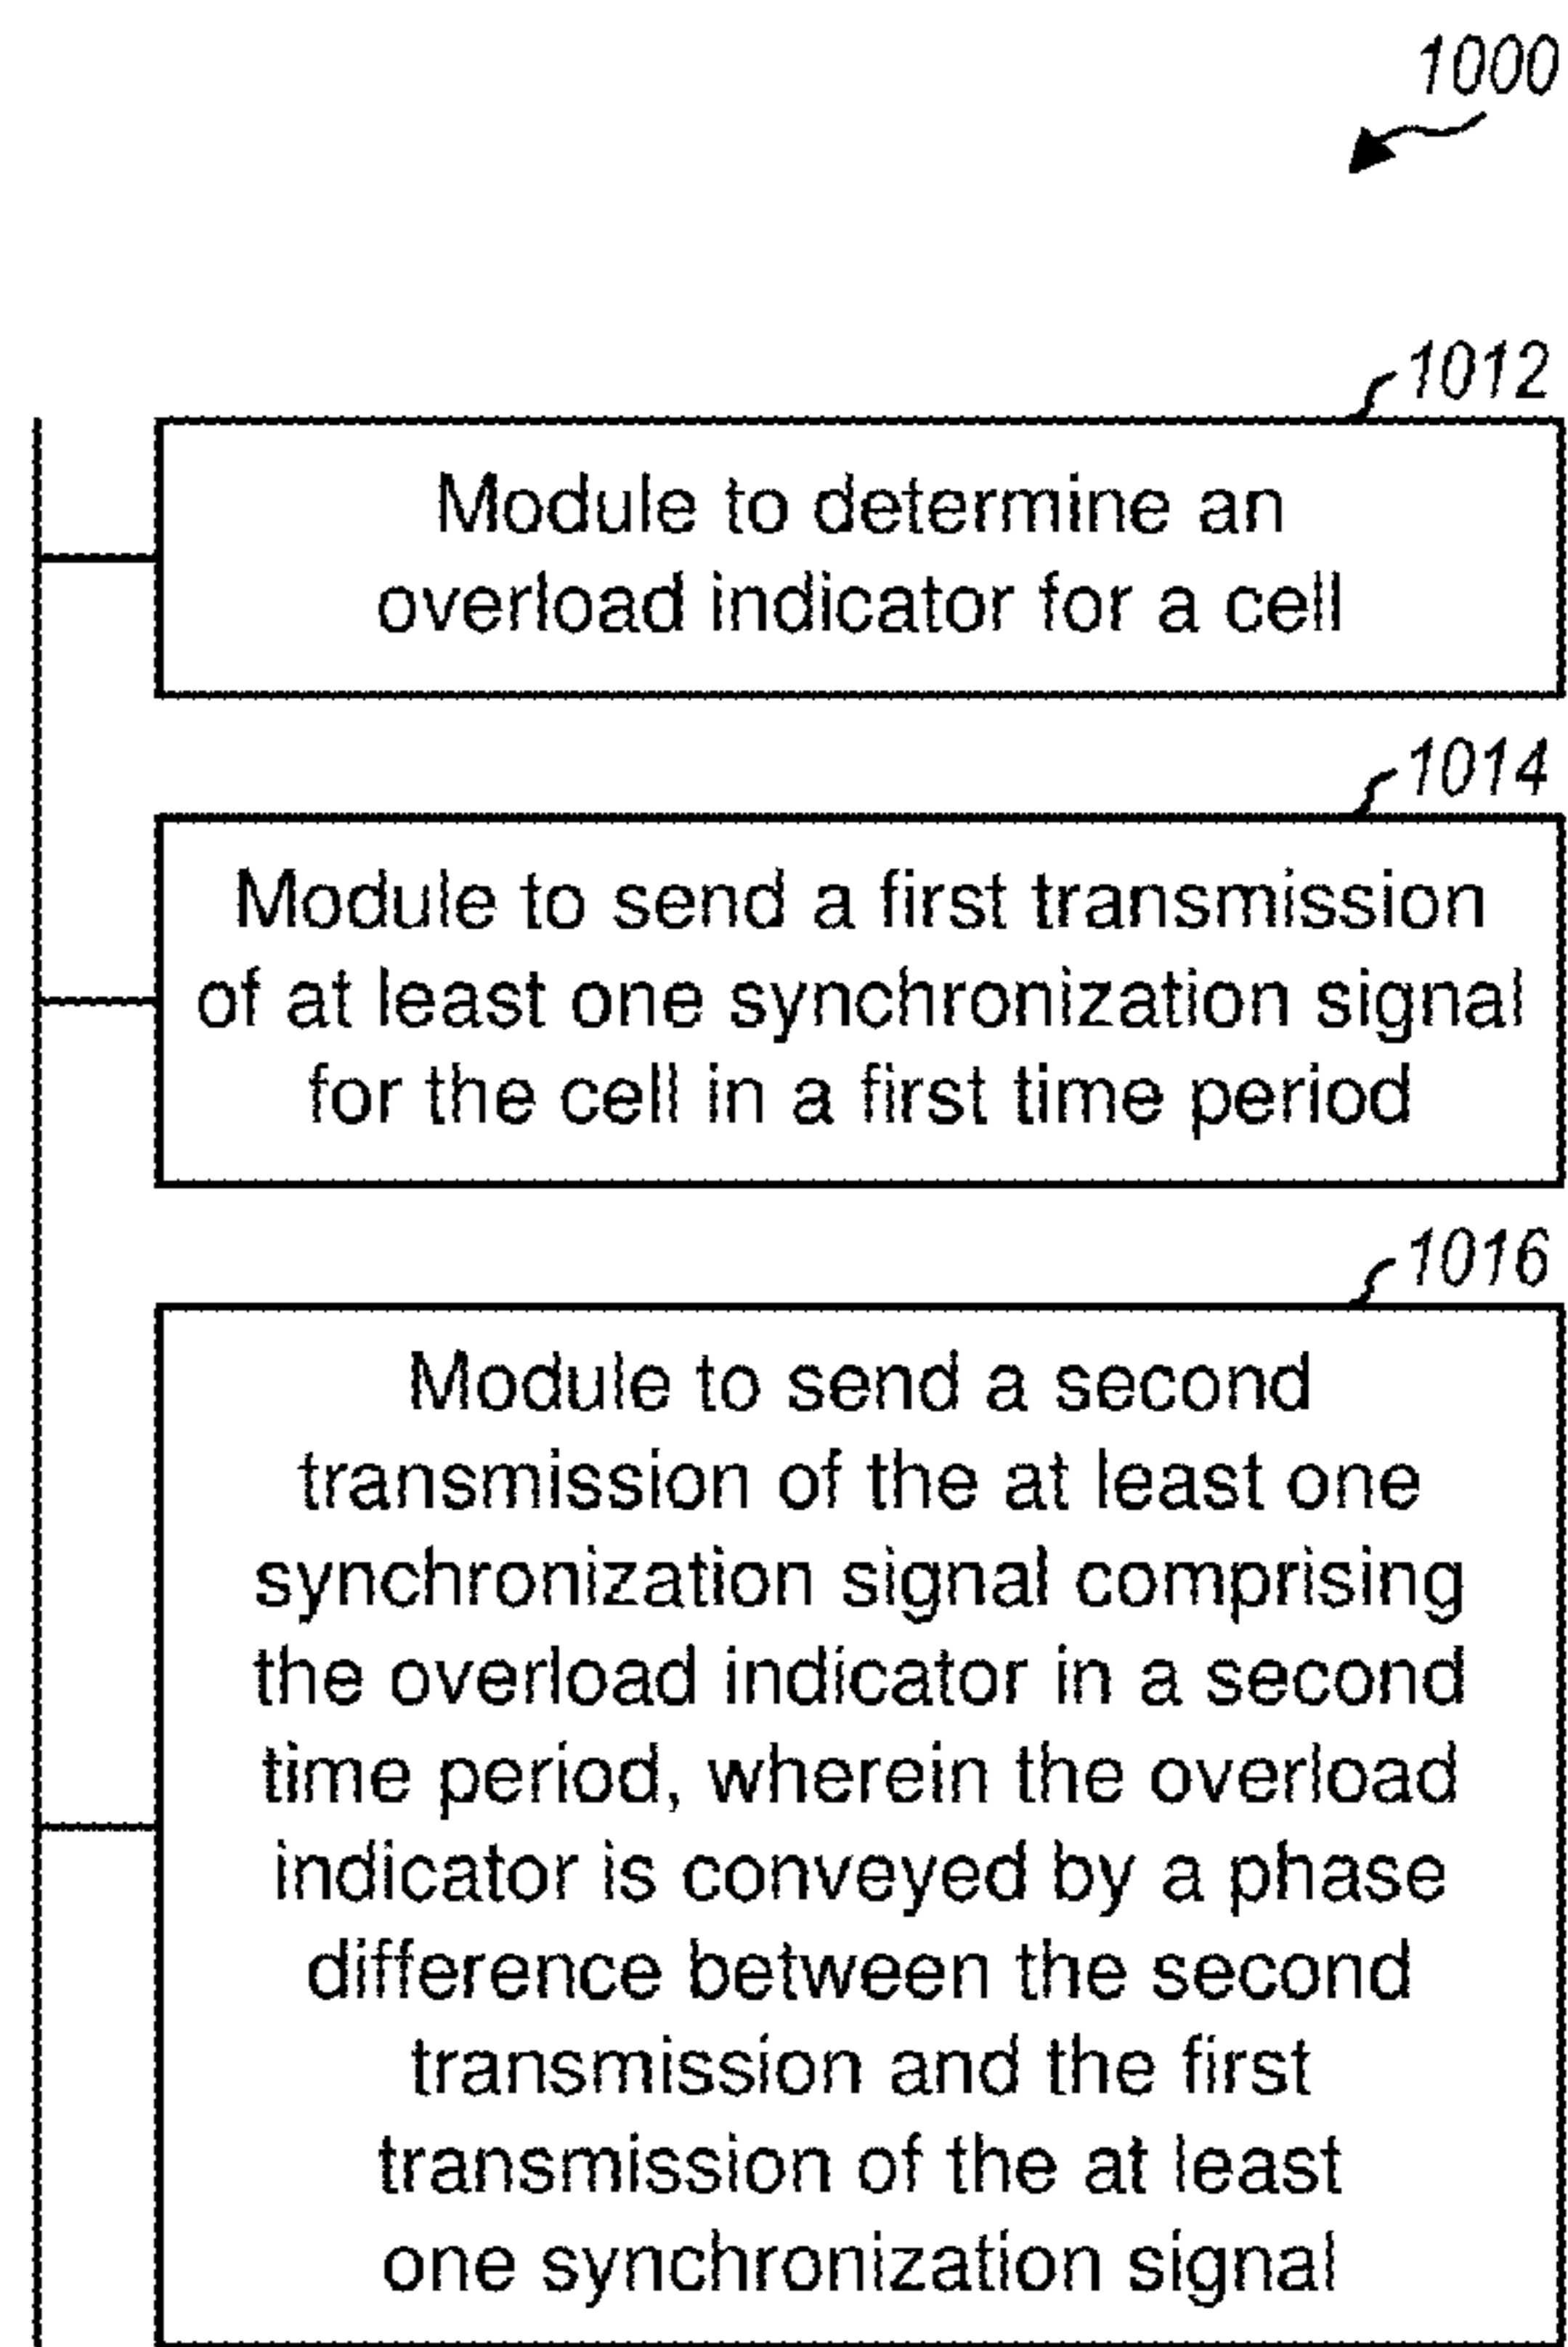 1000
1012
Module to determine an
overload indicator for a cell
1014
Module to send a first transmission
of at least one synchronization signal
for the cell in a first time period
1016
Module to send a second
transmission of the at least one
synchronization signal comprising
the overload indicator in a second
time period, wherein the overload
indicator is conveyed by a phase
difference between the second
transmission and the first
transmission of the at least
one synchronization signal